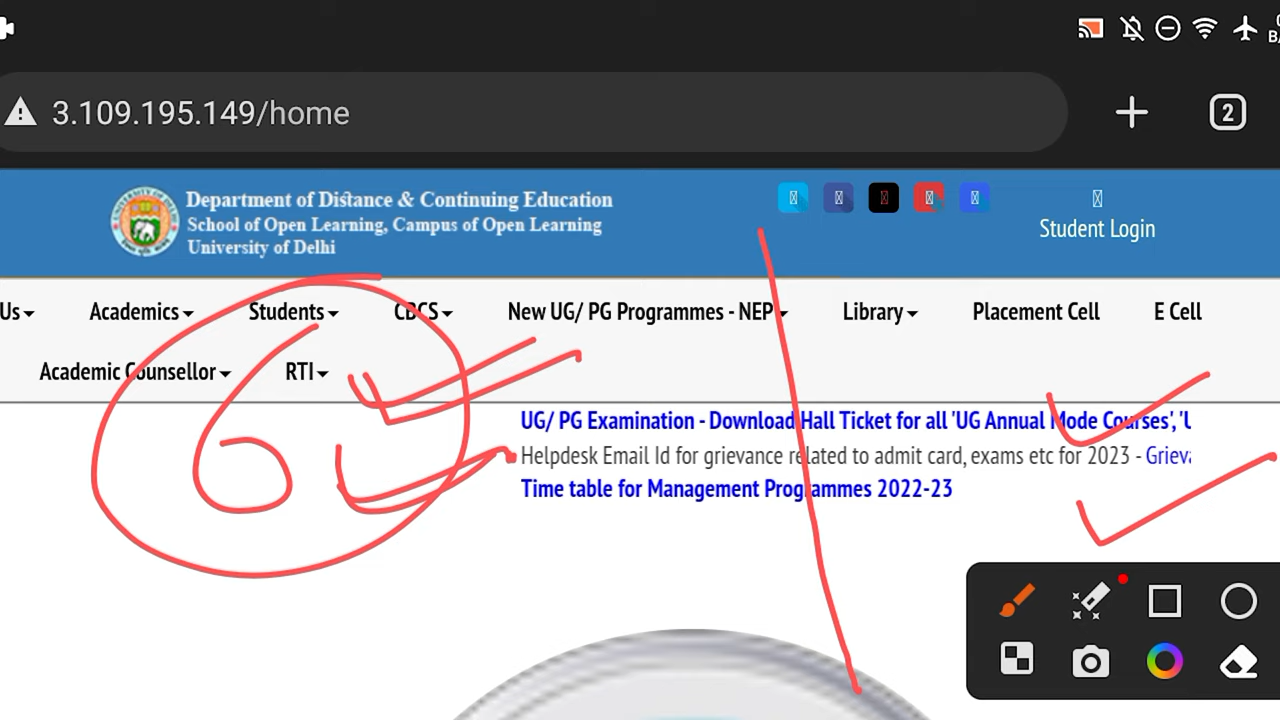 3.109.195.149/home
2
Department of Distance & Continuing Education
School of Open Learning, Campus of Open Learning
University of Delhi
Student Login
Us
Academics
Students
CBCS
New UG/ PG Programmes - NEP
Library
Placement Cell
E Cell
Academic Counsellor
RTI
UG/ PG Examination - Download Hall Ticket for all 'UG Annual Mode Courses', 'U
Helpdesk Email Id for grievance related to admit card, exams etc for 2023 - Grieva
Time table for Management Programmes 2022-23
6